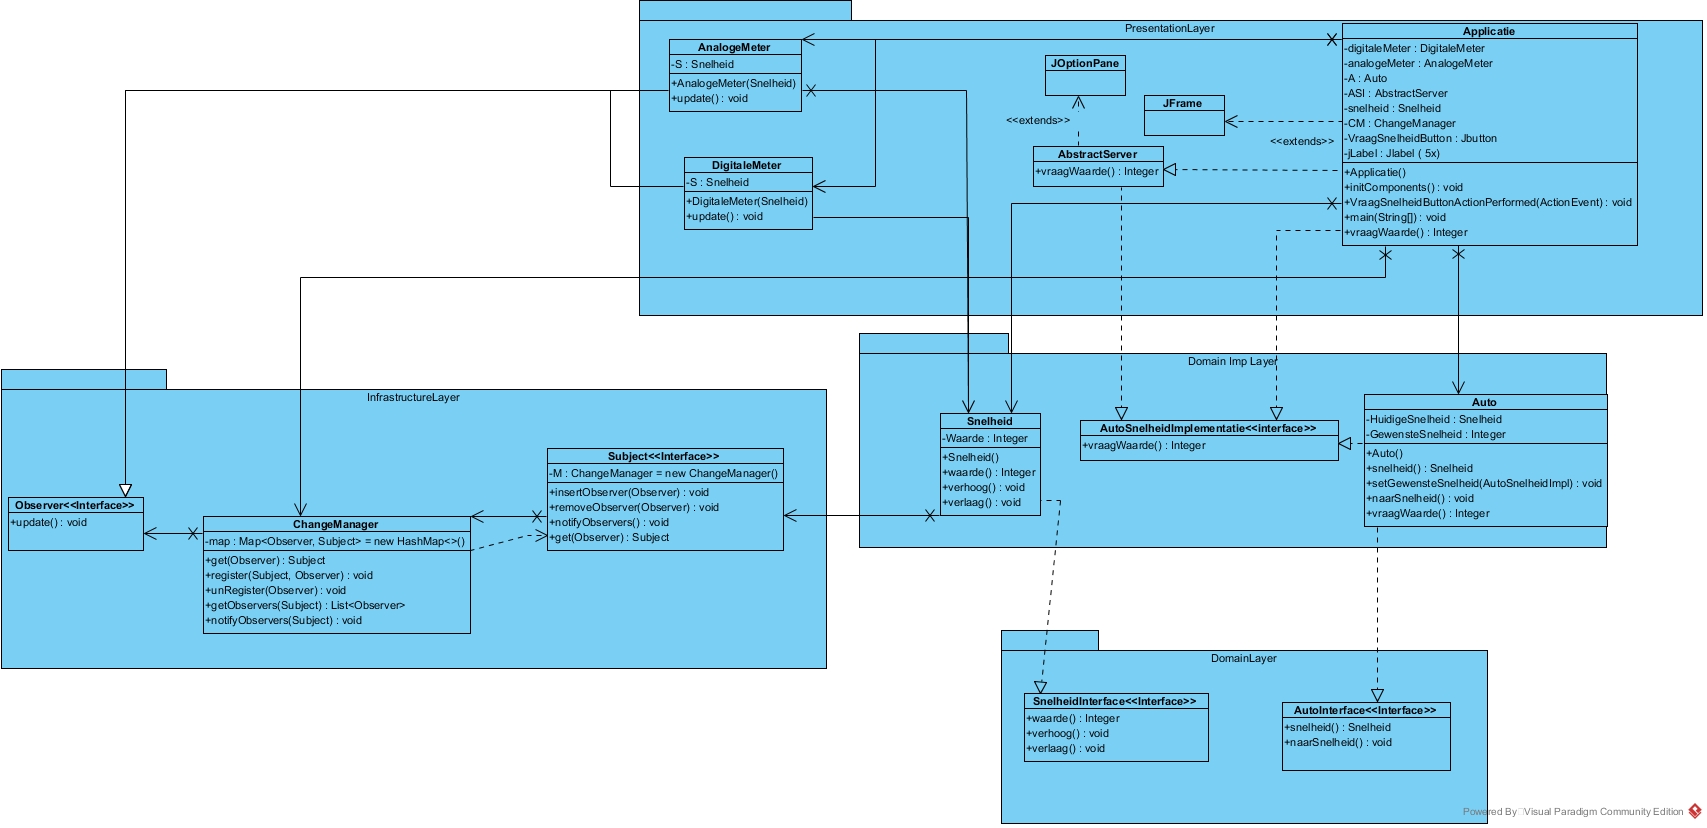 PresentationLayer
AnalogeMeter
-S : Snelheid
+AnalogeMeter(Snelheid)
+update() : void
DigitaleMeter
-S : Snelheid
+DigitaleMeter(Snelheid)
+update() : void
JOptionPane
<<extends>>
JFrame
<<extends>>
AbstractServer
+vraagWaarde() : Integer
Applicatie
-digitaleMeter : DigitaleMeter
-analogeMeter : AnalogeMeter
-A : Auto
-ASI : AbstractServer
-snelheid : Snelheid
-CM : ChangeManager
-VraagSnelheidButton : Jbutton
-jLabel : Jlabel ( 5x)
+Applicatie()
+initComponents() : void
+VraagSnelheidButtonActionPerformed(ActionEvent) : void
+main(String[]) : void
+vraagWaarde() : Integer
InfrastructureLayer
Observer<<Interface>>
+update() : void
ChangeManager
-map : Map<Observer, Subject> = new HashMap<>()
+get(Observer) : Subject
+register(Subject, Observer) : void
+unRegister(Observer) : void
+getObservers(Subject) : List<Observer>
+notifyObservers(Subject) : void
Subject<<Interface>>
-M : ChangeManager = new ChangeManager()
+insertObserver(Observer) : void
+removeObserver(Observer) : void
+notifyObservers() : void
+get(Observer) : Subject
Domain Imp Layer
Snelheid
-Waarde : Integer
+Snelheid()
+waarde() : Integer
+verhoog() : void
+verlaag() : void
AutoSnelheidImplementatie<<interface>>
+vraagWaarde() : Integer
Auto
-HuidigeSnelheid : Snelheid
-GewensteSnelheid : Integer
+Auto()
+snelheid() : Snelheid
+setGewensteSnelheid(AutoSnelheidImpl) : void
+naarSnelheid() : void
+vraagWaarde() : Integer
DomainLayer
SnelheidInterface<<Interface>>
+waarde() : Integer
+verhoog() : void
+verlaag() : void
AutoInterface<<Interface>>
+snelheid() : Snelheid
+naarSnelheid() : void
Powered By Visual Paradigm Community Edition